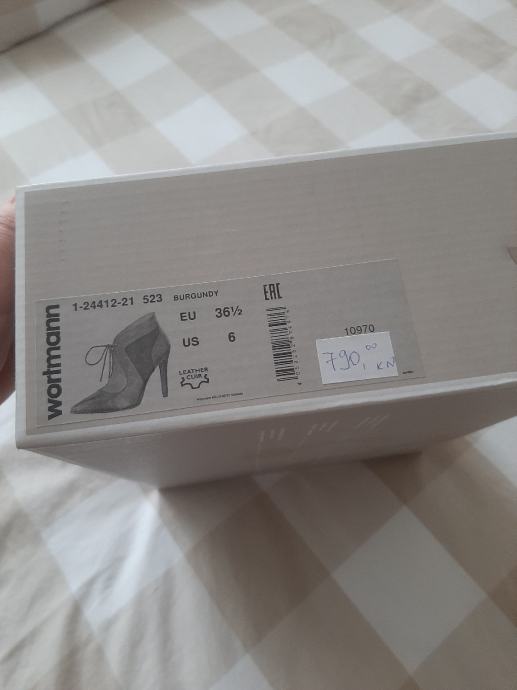 wortmann
1-24412-21 523 BURGUNDY
EU 36½
US 6
LEATHER
CUIR
EAC
10970
790,00 KN